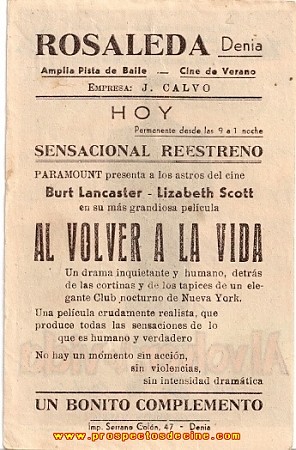 ROSALEDA Denia
Amplia Pista de Baile — Cine de Verano
EMPRESA: J. CALVO
HOY
Permanente desde las 9 a 1 noche
SENSACIONAL REESTRENO
PARAMOUNT presenta a los astros del cine
Burt Lancaster - Lizabeth Scott
en su más grandiosa película
AL VOLVER A LA VIDA
Un drama inquietante y humano, detrás
de las cortinas y de los tapices de un ele-
gante Club nocturno de Nueva York.
Una película crudamente realista, que
produce todas las sensaciones de lo
que es humano y verdadero
No hay un momento sin acción,
sin violencias,
sin intensidad dramática
UN BONITO COMPLEMENTO
Imp. Serrano Colón, 47 - Denia
www.prospectosdecine.com